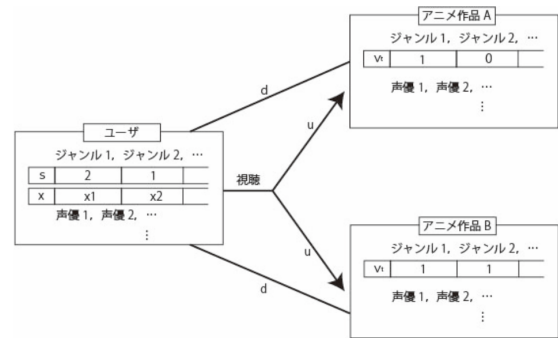 アニメ作品 A
ジャンル 1，ジャンル 2，…
Vt 1 0
声優 1，声優 2，…
⋮
d
u
ユーザ
ジャンル 1，ジャンル 2，…
s 2 1
x x1 x2
声優 1，声優 2，…
⋮
視聴
u
d
アニメ作品 B
ジャンル 1，ジャンル 2，…
Vt 1 1
声優 1，声優 2，…
⋮